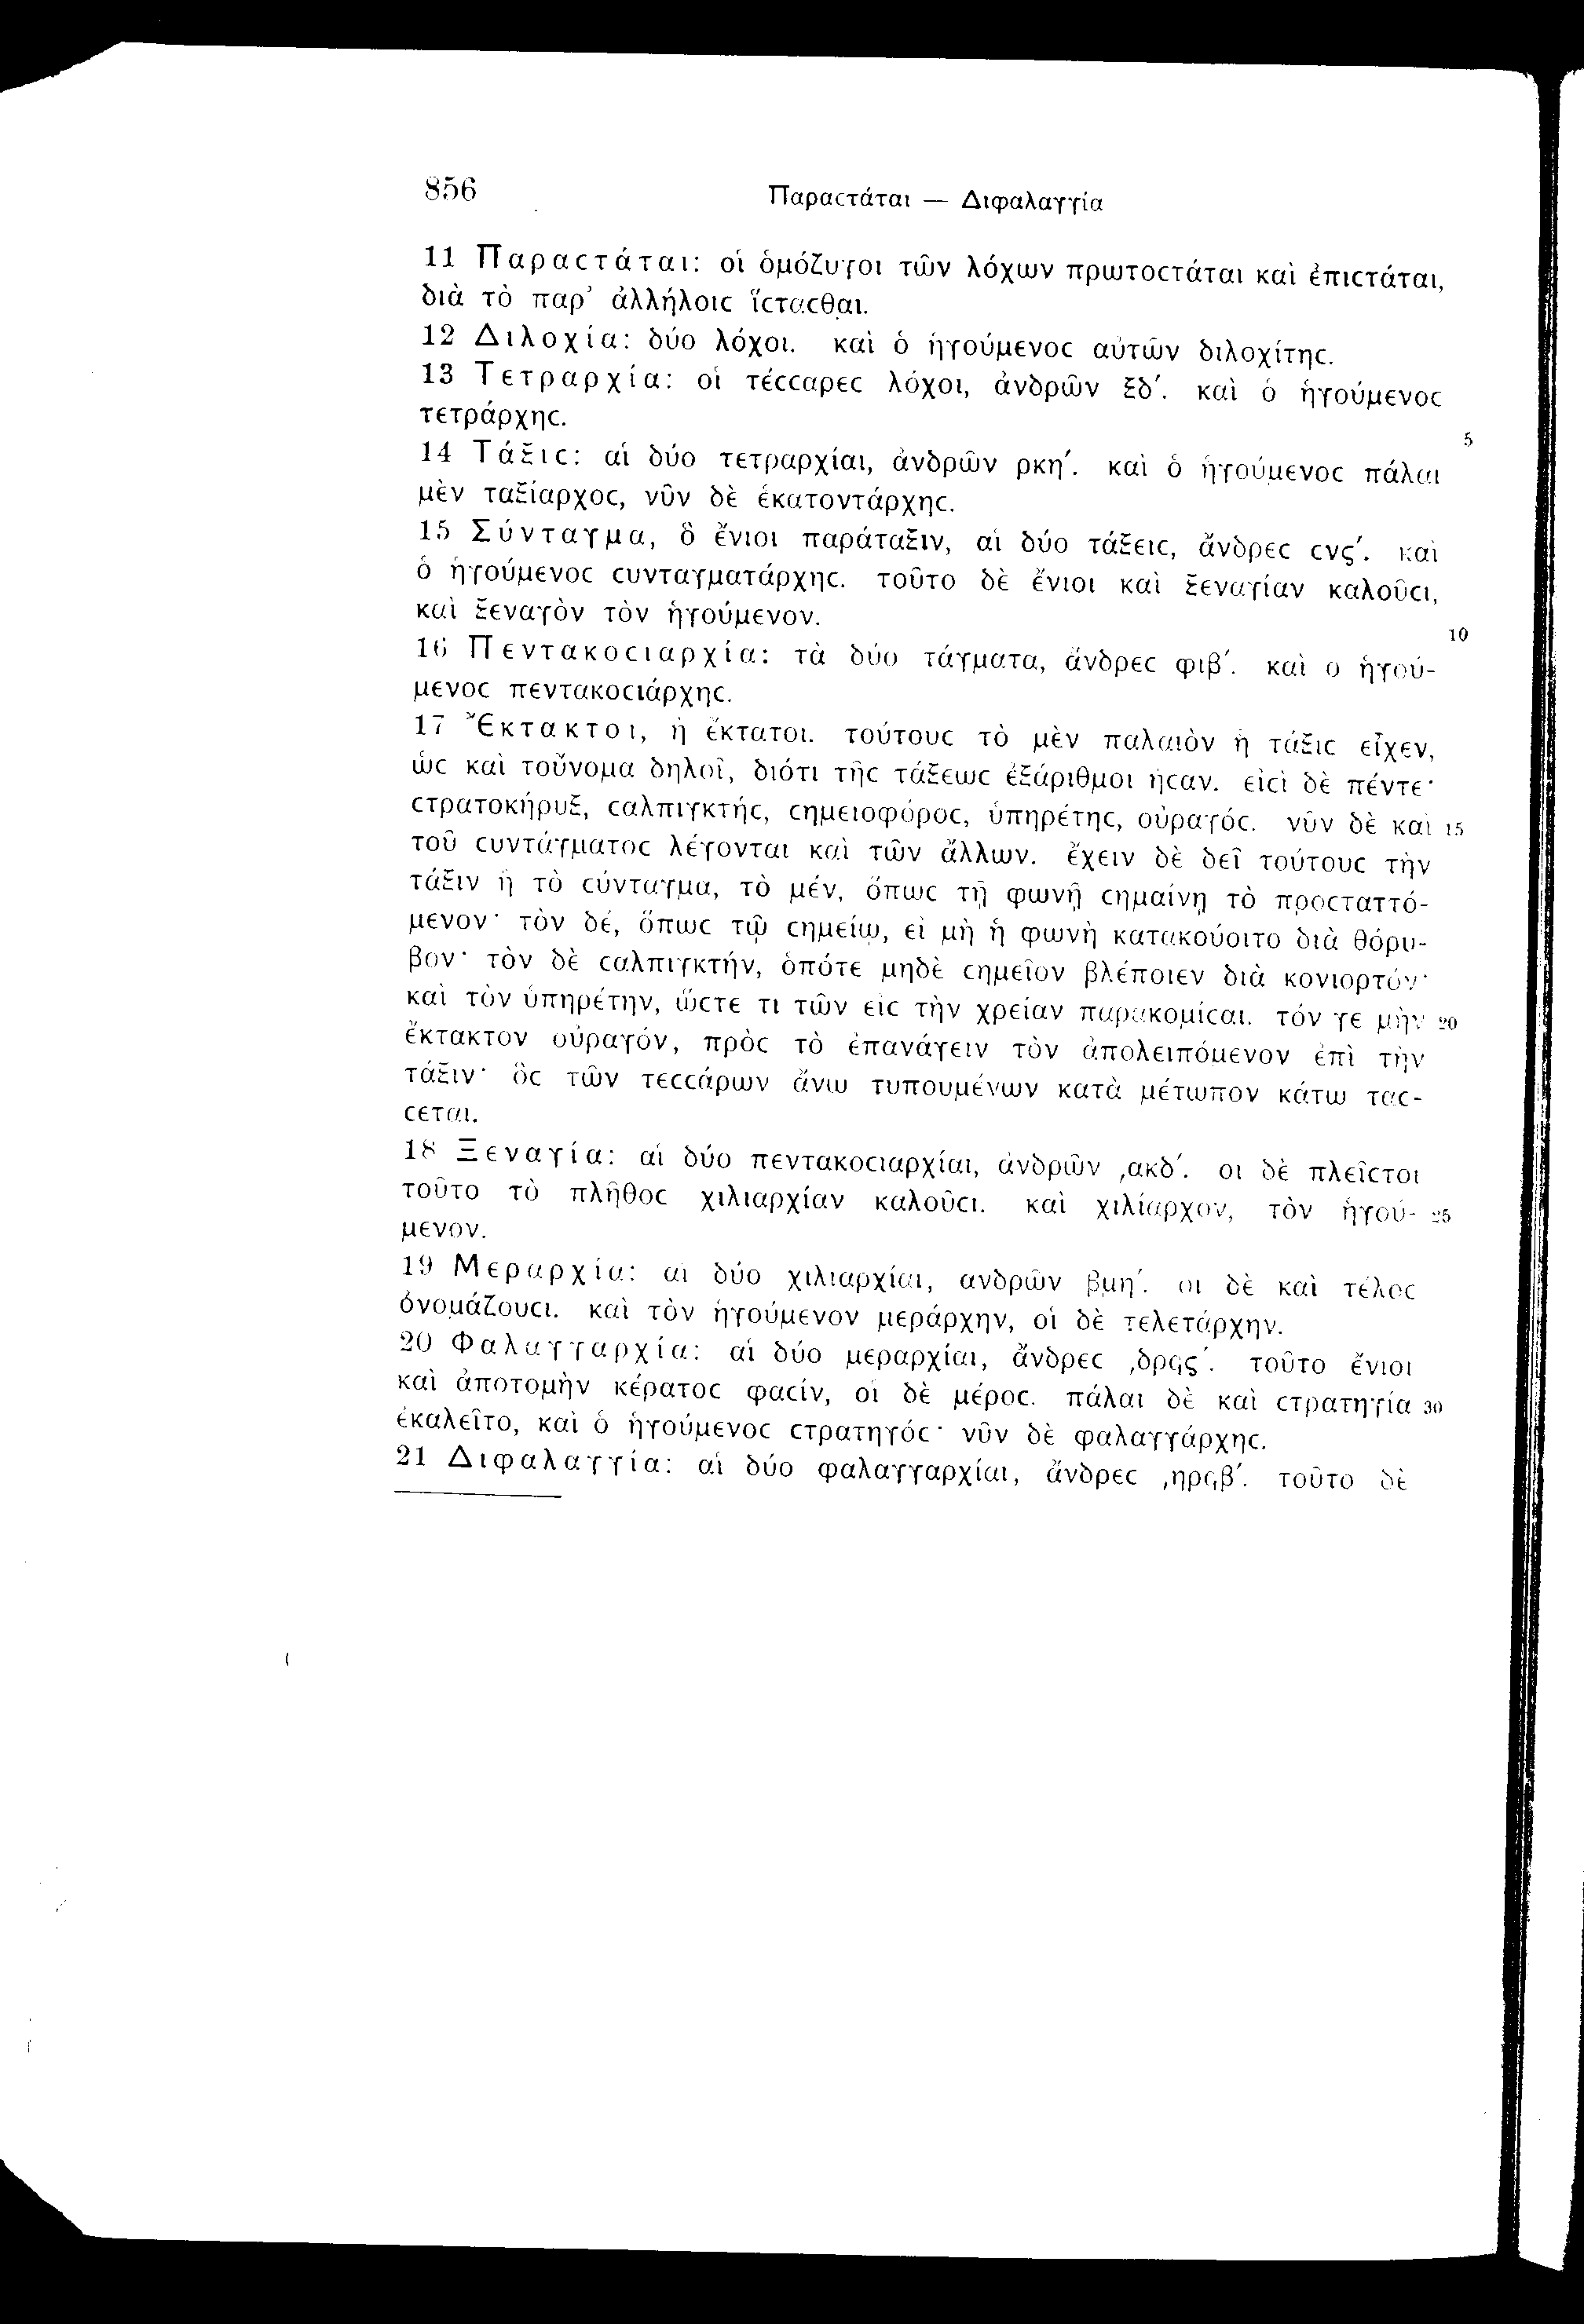 856
Παραϲτάται — Διφαλαγγία
11 Παραϲτάται: οἱ ὁμόζυγοι τῶν λόχων πρωτοϲτάται καὶ ἐπιϲτάται,
διὰ τὸ παρ’ ἀλλήλοιϲ ἵϲταϲθαι.
12 Διλοχία: δύο λόχοι. καὶ ὁ ἡγούμενοϲ αὐτῶν διλοχίτηϲ.
13 Τετραρχία: οἱ τέϲϲαρεϲ λόχοι, ἀνδρῶν ξδ΄. καὶ ὁ ἡγούμενοϲ
τετράρχηϲ. 5
14 Τάξιϲ: αἱ δύο τετραρχίαι, ἀνδρῶν ρκη΄. καὶ ὁ ἡγούμενοϲ πάλαι
μὲν ταξίαρχοϲ, νῦν δὲ ἑκατοντάρχηϲ.
15 Σύνταγμα, ὃ ἔνιοι παράταξιν, αἱ δύο τάξειϲ, ἄνδρεϲ ϲνϛ΄. καὶ
ὁ ἡγούμενοϲ ϲυνταγματάρχηϲ. τοῦτο δὲ ἔνιοι καὶ ξεναγίαν καλοῦϲι,
καὶ ξεναγὸν τὸν ἡγούμενον. 10
16 Πεντακοϲιαρχία: τὰ δύο τάγματα, ἄνδρεϲ φιβ΄. καὶ ὁ ἡγού-
μενοϲ πεντακοϲιάρχηϲ.
17 Ἔκτακτοι, ἢ ἔκτατοι. τούτουϲ τὸ μὲν παλαιὸν ἡ τάξιϲ εἶχεν,
ὡϲ καὶ τοὔνομα δηλοῖ, διότι τῆϲ τάξεωϲ ἐξάριθμοι ἦϲαν. εἰϲὶ δὲ πέντε·
ϲτρατοκήρυξ, ϲαλπιγκτήϲ, ϲημειοφόροϲ, ὑπηρέτηϲ, οὐραγόϲ. νῦν δὲ καὶ 15
τοῦ ϲυντάγματοϲ λέγονται καὶ τῶν ἄλλων. ἔχειν δὲ δεῖ τούτουϲ τὴν
τάξιν ἢ τὸ ϲύνταγμα, τὸ μέν, ὅπωϲ τῇ φωνῇ ϲημαίνῃ τὸ προϲταττό-
μενον· τὸν δέ, ὅπωϲ τῷ ϲημείῳ, εἰ μὴ ἡ φωνὴ κατακούοιτο διὰ θόρυ-
βον· τὸν δὲ ϲαλπιγκτήν, ὁπότε μηδὲ ϲημεῖον βλέποιεν διὰ κονιορτόν·
καὶ τὸν ὑπηρέτην, ὥϲτε τι τῶν εἰϲ τὴν χρείαν παρακομίϲαι. τόν γε μὴν 20
ἔκτακτον οὐραγόν, πρὸϲ τὸ ἐπανάγειν τὸν ἀπολειπόμενον ἐπὶ τὴν
τάξιν· ὃϲ τῶν τεϲϲάρων ἄνω τυπουμένων κατὰ μέτωπον κάτω ταϲ-
ϲεται.
18 Ξεναγία: αἱ δύο πεντακοϲιαρχίαι, ἀνδρῶν ͵ακδ΄. οἱ δὲ πλεῖϲτοι
τοῦτο τὸ πλῆθοϲ χιλιαρχίαν καλοῦϲι. καὶ χιλίαρχον, τὸν ἡγού- 25
μενον.
19 Μεραρχία: αἱ δύο χιλιαρχίαι, ἀνδρῶν βμη΄. οἱ δὲ καὶ τέλοϲ
ὀνομάζουϲι. καὶ τὸν ἡγούμενον μεράρχην, οἱ δὲ τελετάρχην.
20 Φαλαγγαρχία: αἱ δύο μεραρχίαι, ἄνδρεϲ ͵δρϟϛ΄. τοῦτο ἔνιοι
καὶ ἀποτομὴν κέρατοϲ φαϲίν, οἱ δὲ μέροϲ. πάλαι δὲ καὶ ϲτρατηγία 30
ἐκαλεῖτο, καὶ ὁ ἡγούμενοϲ ϲτρατηγόϲ· νῦν δὲ φαλαγγάρχηϲ.
21 Διφαλαγγία: αἱ δύο φαλαγγαρχίαι, ἄνδρεϲ ͵ηρϟβ΄. τοῦτο δὲ